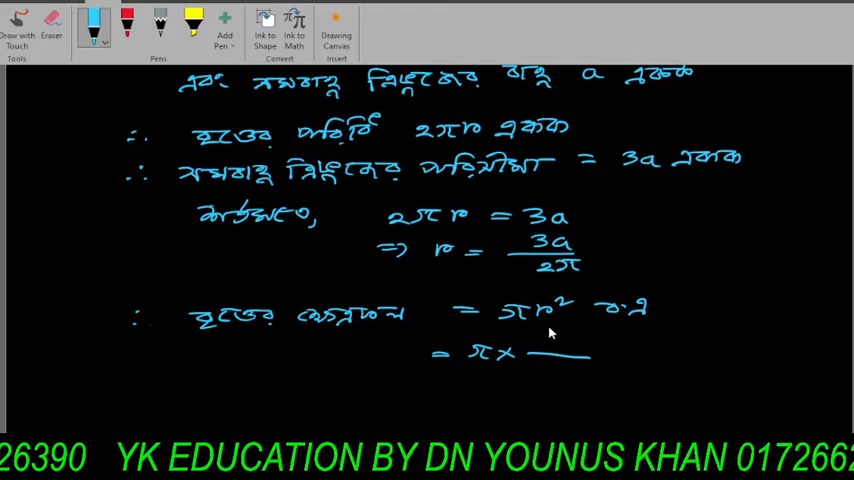 Draw with Touch
Eraser
Add Pen
Ink to Shape
Ink to Math
Drawing Canvas
Tools
Pens
Convert
Insert
এবং সমবাহু ত্রিভুজের বাহু a একক
∴ বৃত্তের পরিধি 2πr একক
∴ সমবাহু ত্রিভুজের পরিসীমা = 3a একক
শর্তমতে, 2πr = 3a
⇒ r = 3a/2π
∴ বৃত্তের ক্ষেত্রফল = πr² ব.এ
= π×
26390 YK EDUCATION BY DN YOUNUS KHAN 0172662